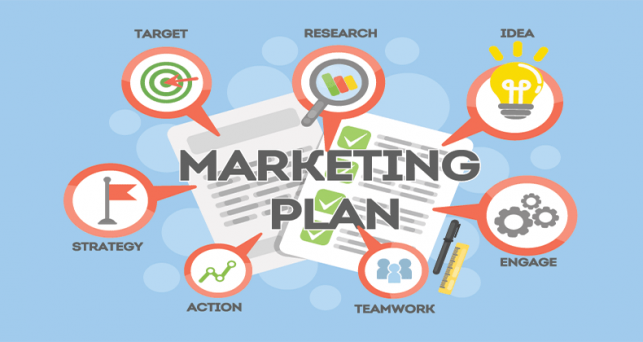 TARGET
RESEARCH
IDEA
MARKETING
PLAN
STRATEGY
ENGAGE
ACTION
TEAMWORK